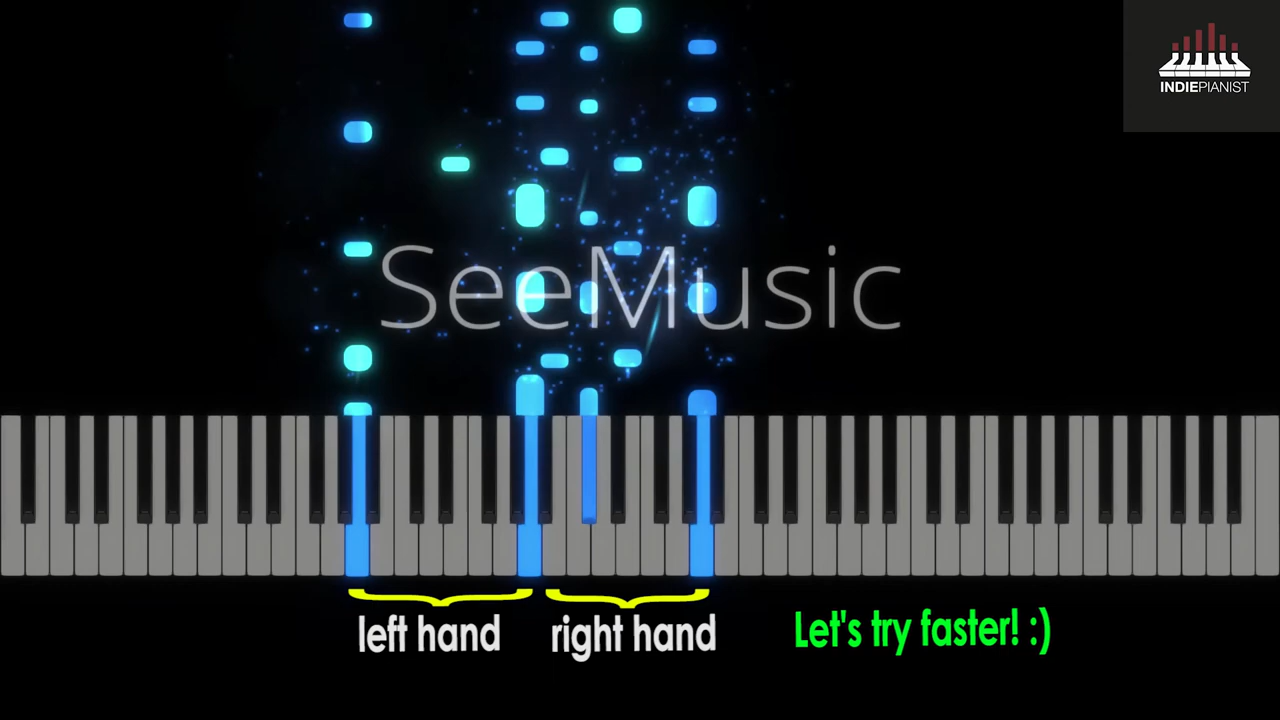 INDIEPIANIST
SeeMusic
left hand
right hand
Let's try faster! :)